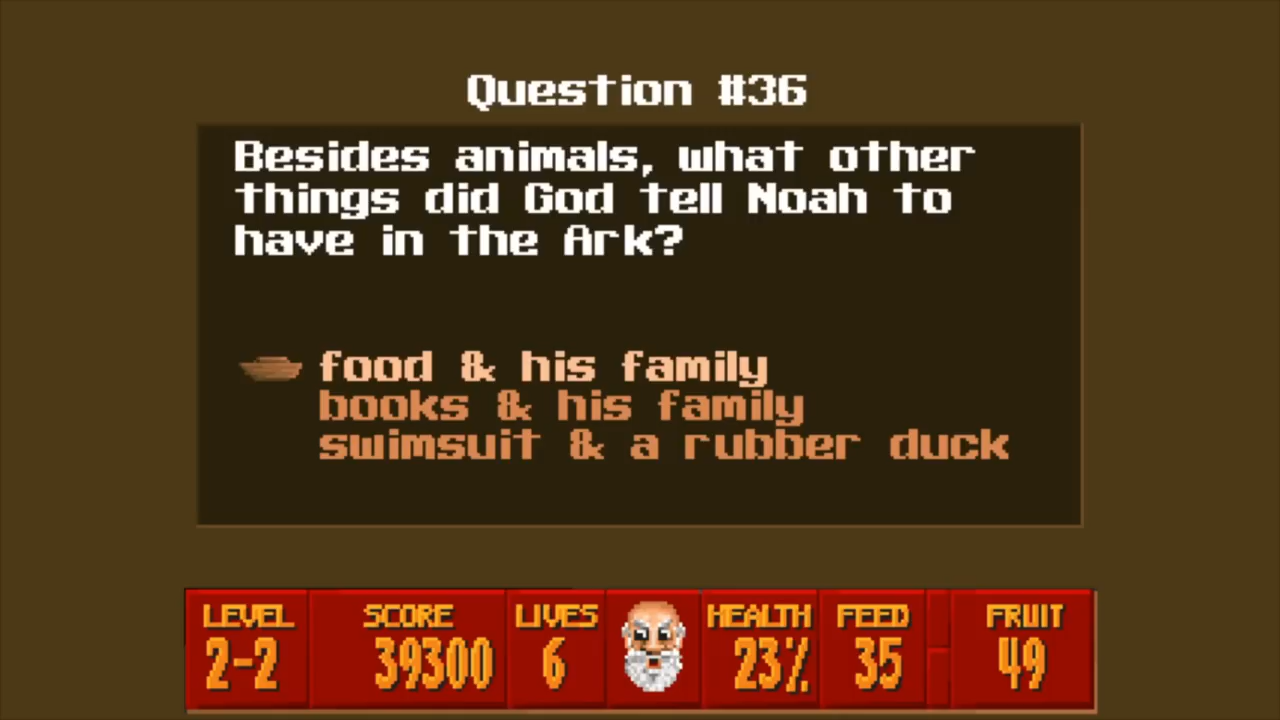 Question #36
Besides animals, what other
things did God tell Noah to
have in the Ark?
food & his family
books & his family
swimsuit & a rubber duck
LEVEL SCORE LIVES HEALTH FEED FRUIT
2-2 39300 6 23% 35 49